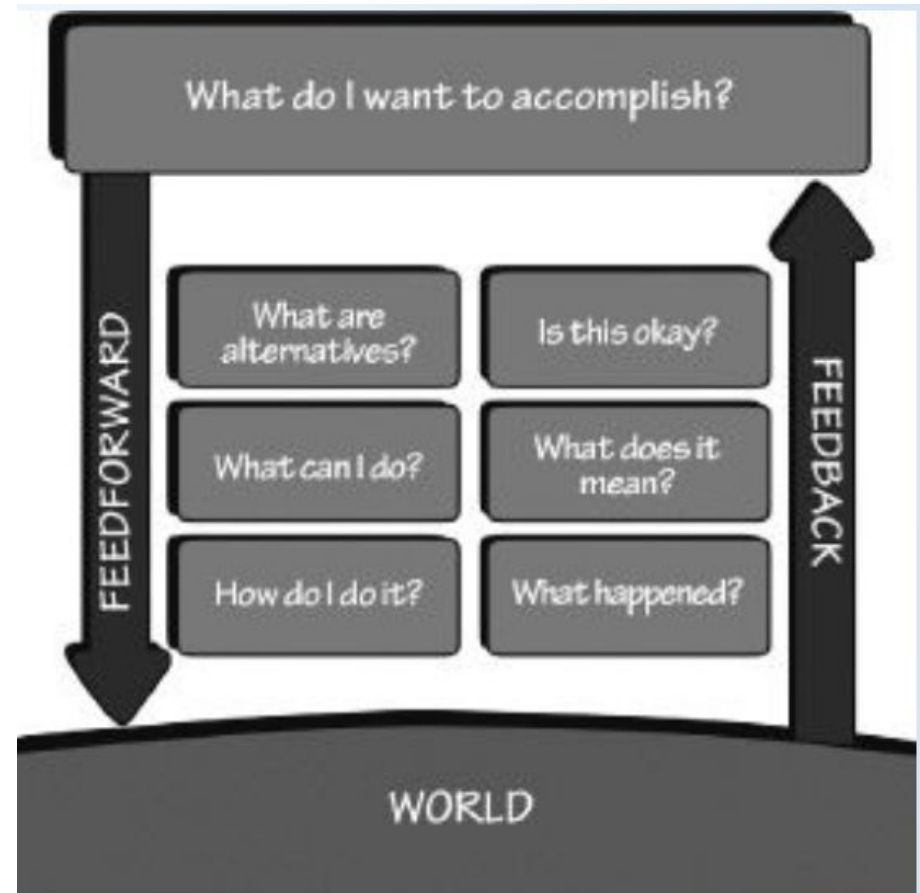 What do I want to accomplish?
FEEDFORWARD
What are
alternatives?
What can I do?
How do I do it?
Is this okay?
What does it
mean?
What happened?
FEEDBACK
WORLD